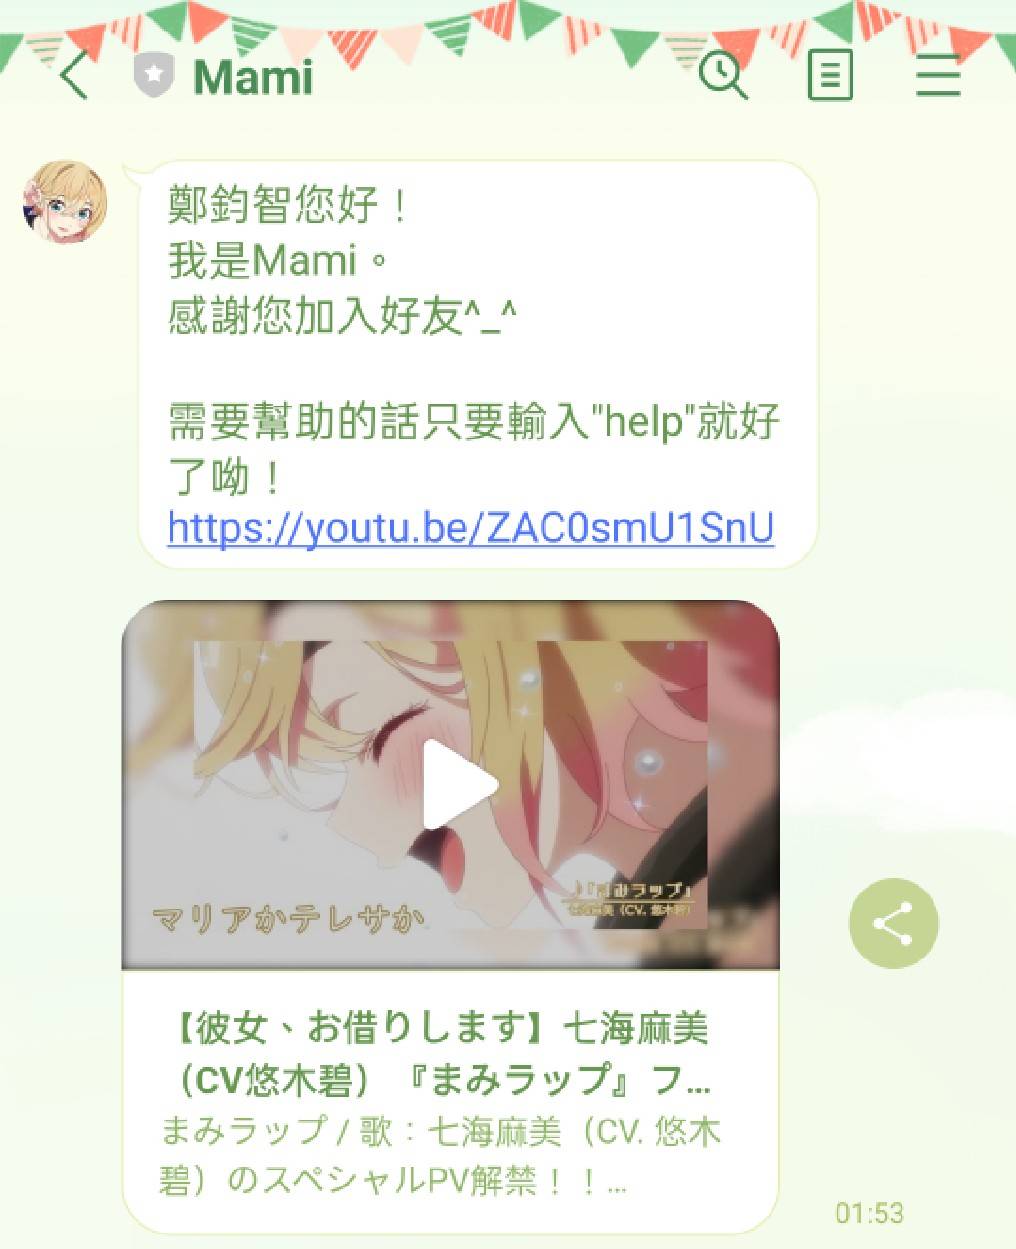 Mami
鄭鈞智您好！
我是Mami。
感謝您加入好友^_^
需要幫助的話只要輸入"help"就好
了呦！
https://youtu.be/ZAC0smU1SnU
♪『まみラップ』
七海麻美（CV. 悠木碧）
マリアかテレサか
【彼女、お借りします】七海麻美
（CV悠木碧）『まみラップ』フ...
まみラップ / 歌：七海麻美（CV. 悠木
碧）のスペシャルPV解禁！！...
01:53